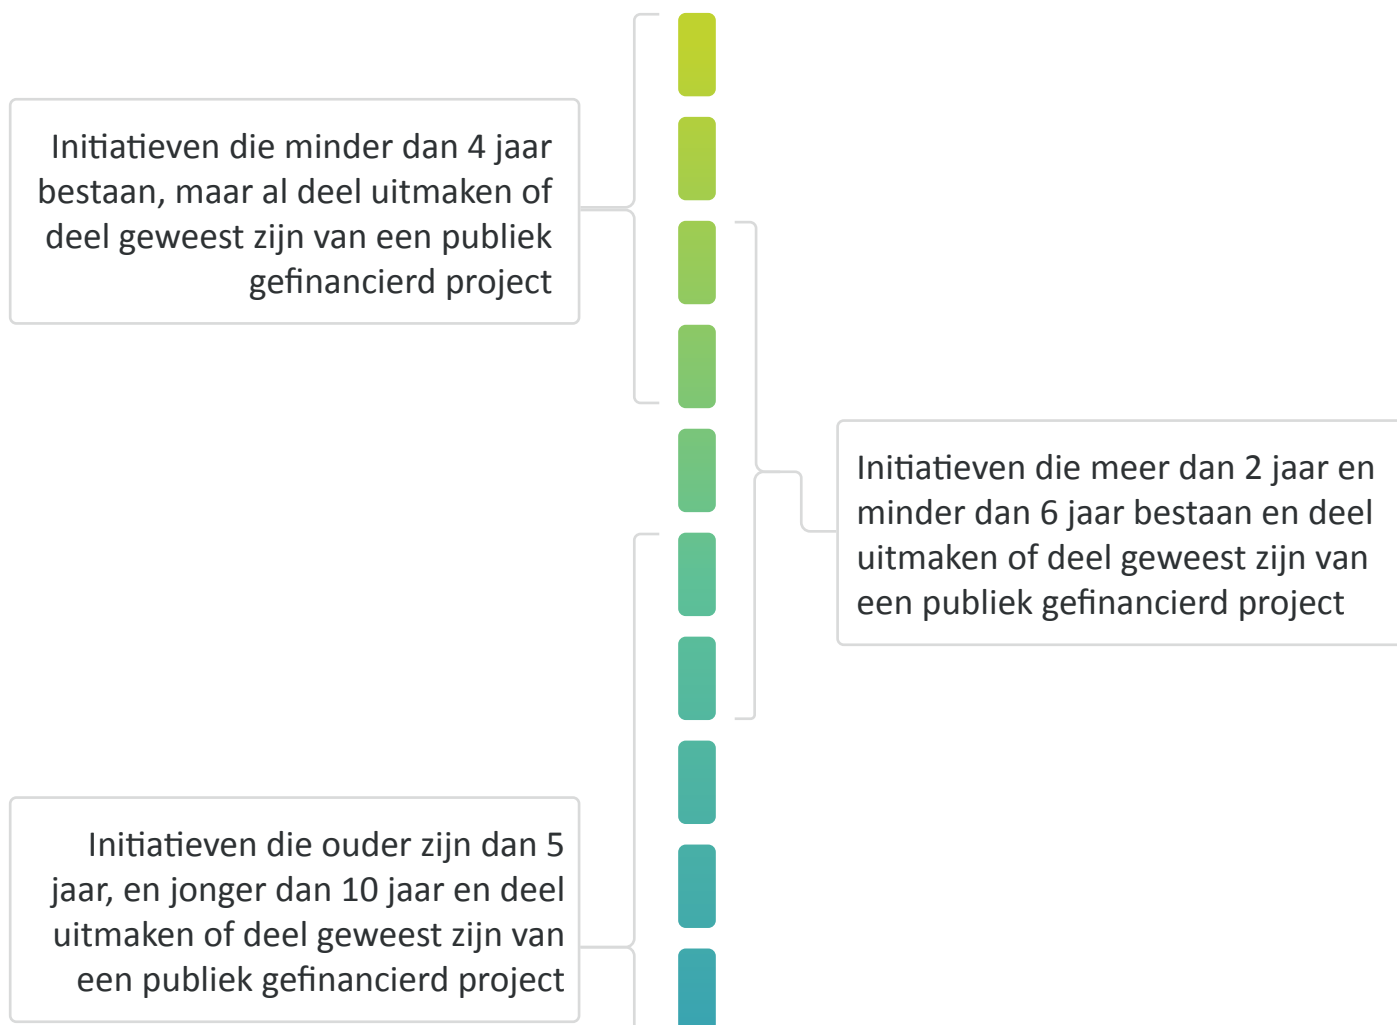 Initiatieven die minder dan 4 jaar
bestaan, maar al deel uitmaken of
deel geweest zijn van een publiek
gefinancierd project
Initiatieven die meer dan 2 jaar en
minder dan 6 jaar bestaan en deel
uitmaken of deel geweest zijn van
een publiek gefinancierd project
Initiatieven die ouder zijn dan 5
jaar, en jonger dan 10 jaar en deel
uitmaken of deel geweest zijn van
een publiek gefinancierd project